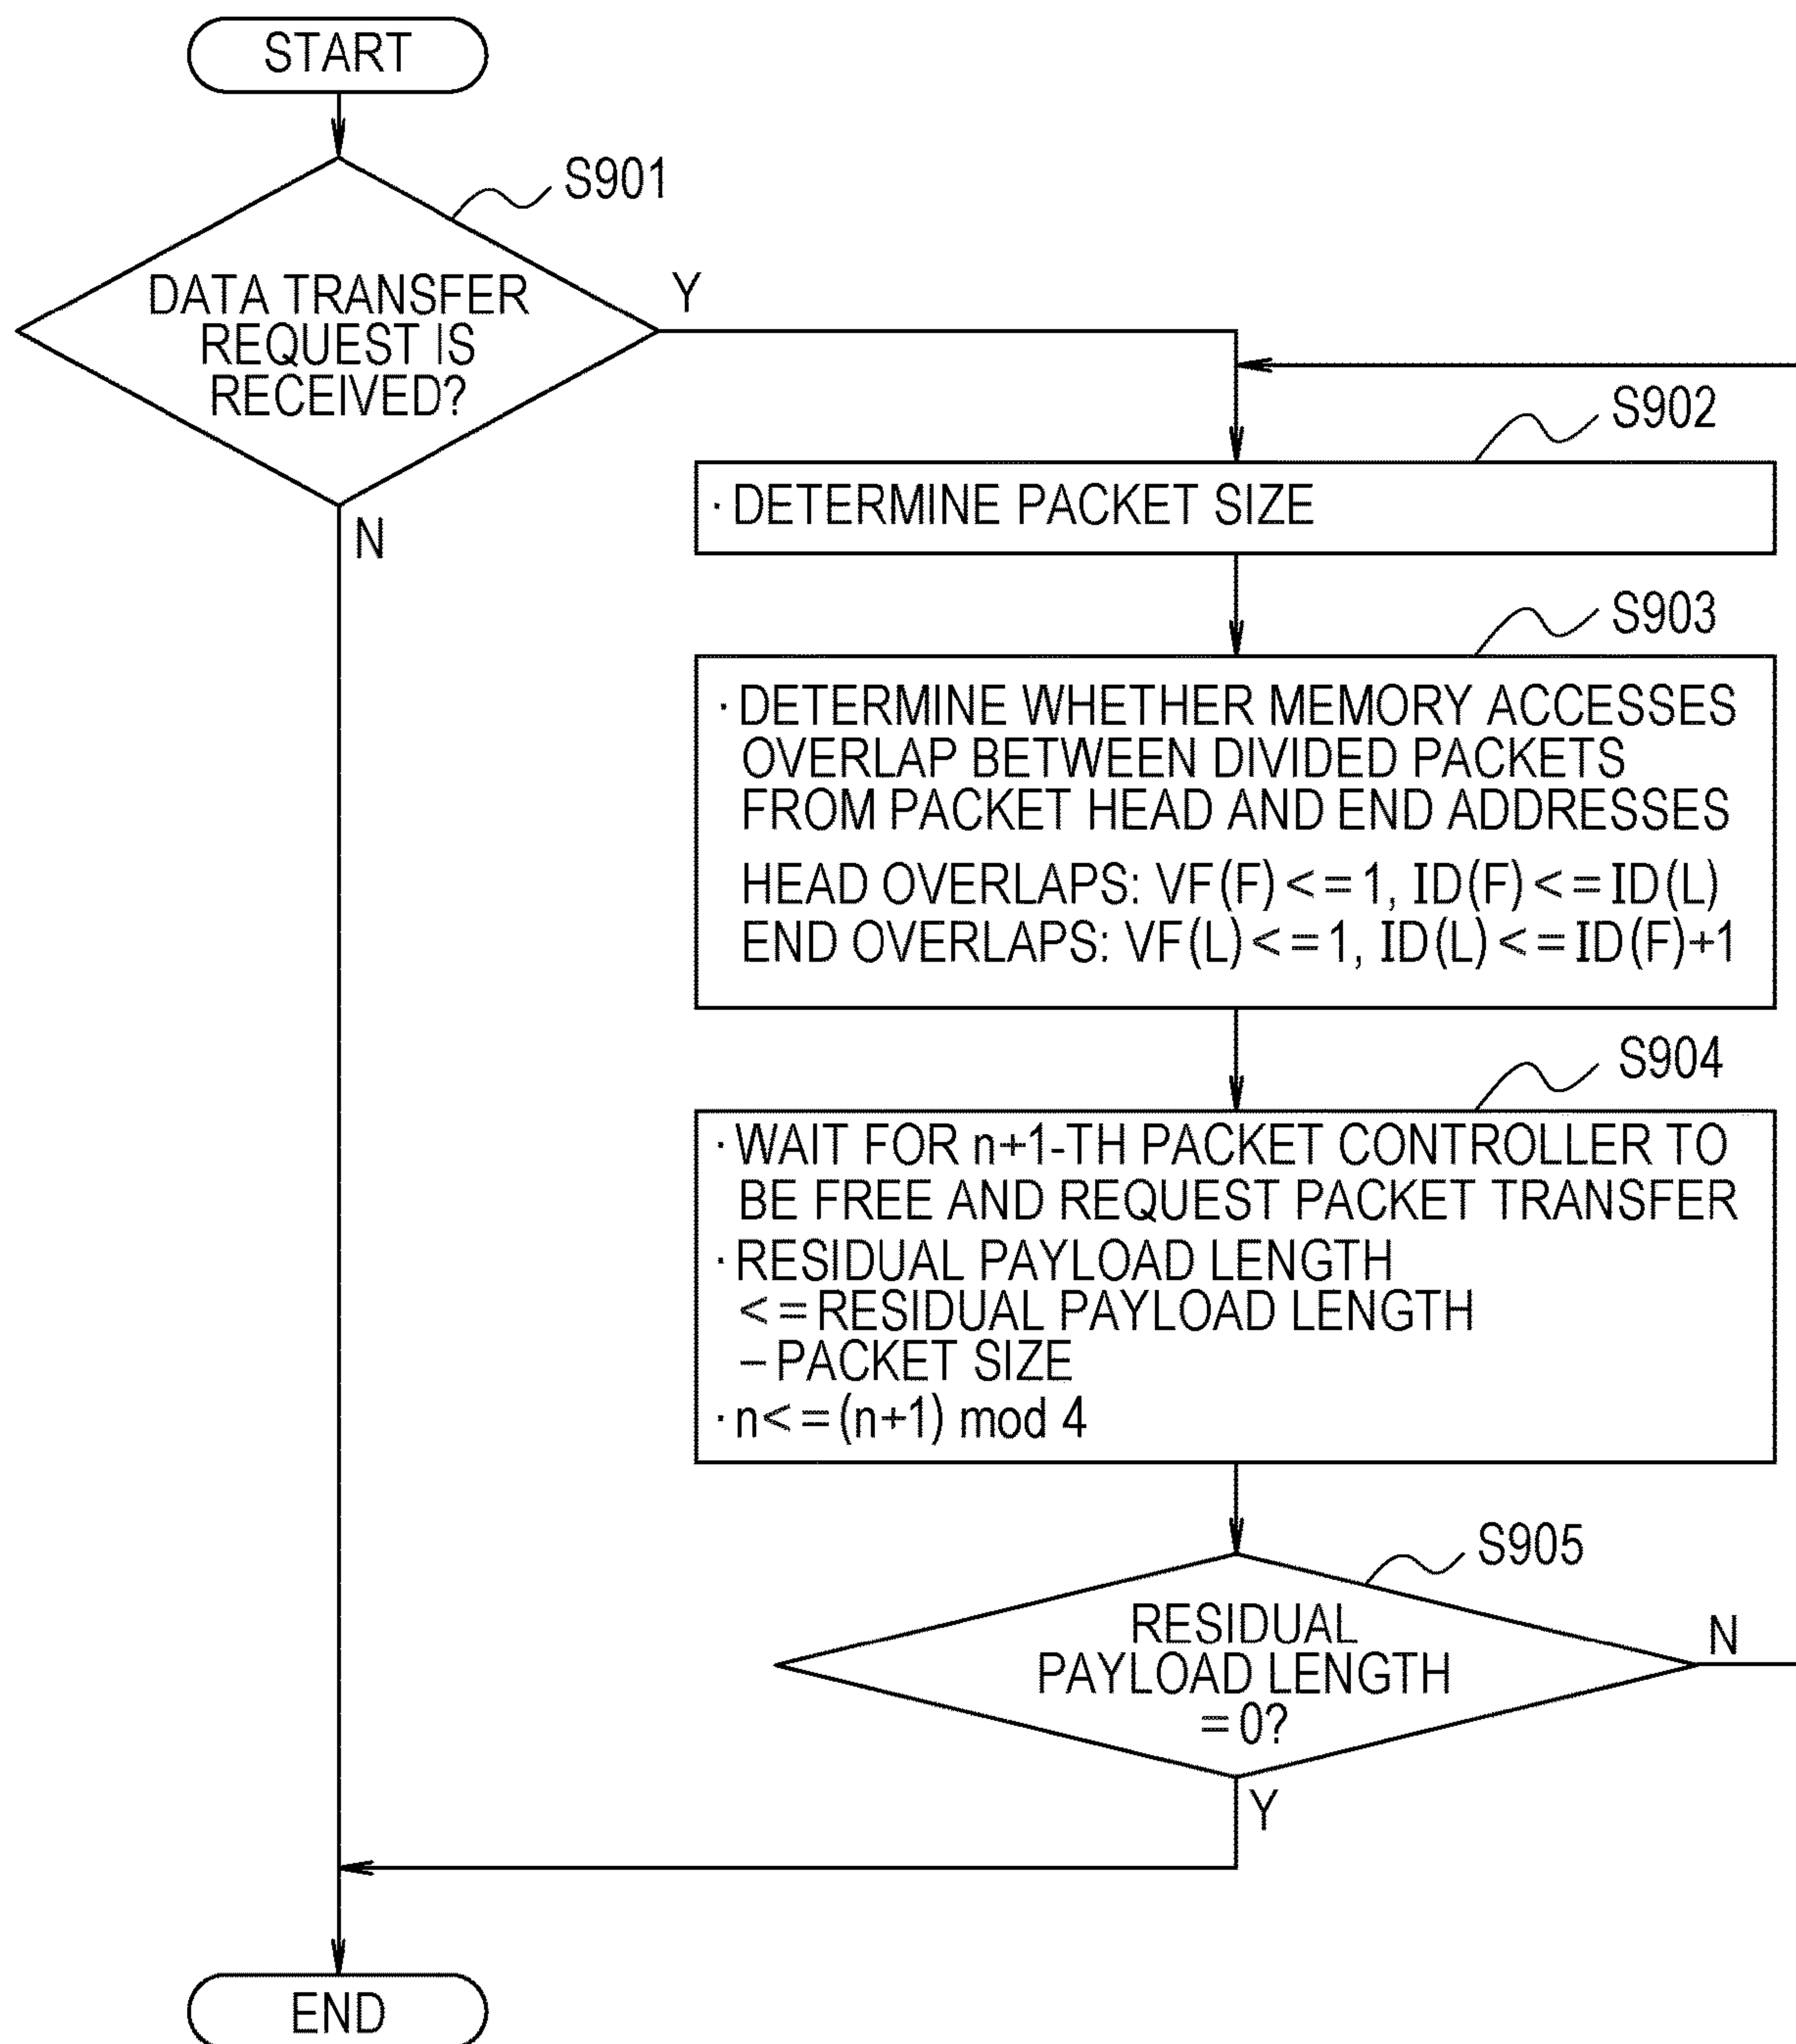 START
S901
DATA TRANSFER
REQUEST IS
RECEIVED?
Y
N
S902
· DETERMINE PACKET SIZE
S903
· DETERMINE WHETHER MEMORY ACCESSES
OVERLAP BETWEEN DIVIDED PACKETS
FROM PACKET HEAD AND END ADDRESSES
HEAD OVERLAPS: VF(F)<=1, ID(F)<=ID(L)
END OVERLAPS: VF(L)<=1, ID(L)<=ID(F)+1
S904
· WAIT FOR n+1-TH PACKET CONTROLLER TO
BE FREE AND REQUEST PACKET TRANSFER
· RESIDUAL PAYLOAD LENGTH
<=RESIDUAL PAYLOAD LENGTH
–PACKET SIZE
· n<=(n+1) mod 4
S905
RESIDUAL
PAYLOAD LENGTH
=0?
N
Y
END